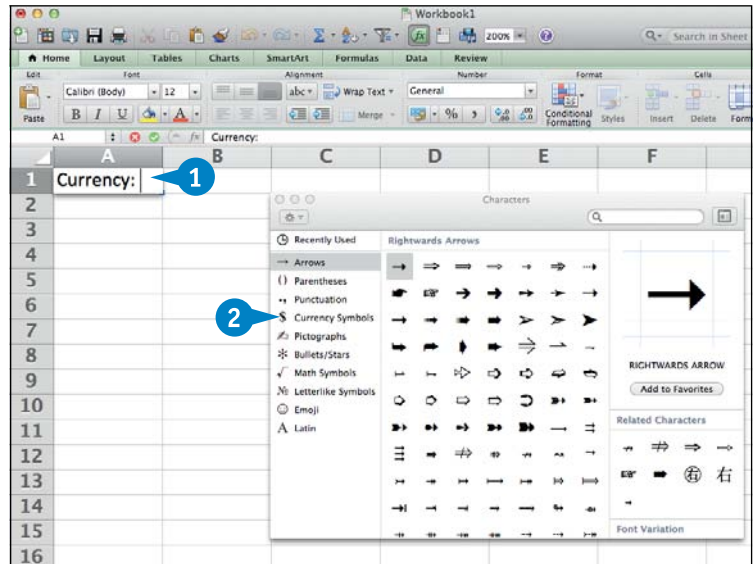 Workbook1
200%
Search in Sheet
Home Layout Tables Charts SmartArt Formulas Data Review
Edit Font Alignment Number Format Cells
Calibri (Body) 12 abc Wrap Text General
Paste B I U A Merge % Conditional Formatting Styles Insert Delete Form
A1 fx Currency:
A B C D E F
1 Currency: 1
2
3
4
5
6
7
8
9
10
11
12
13
14
15
16
Characters
Recently Used
Arrows
() Parentheses
Punctuation
2 $ Currency Symbols
Pictographs
Bullets/Stars
√ Math Symbols
№ Letterlike Symbols
Emoji
A Latin
Rightwards Arrows
RIGHTWARDS ARROW
Add to Favorites
Related Characters
右
Font Variation